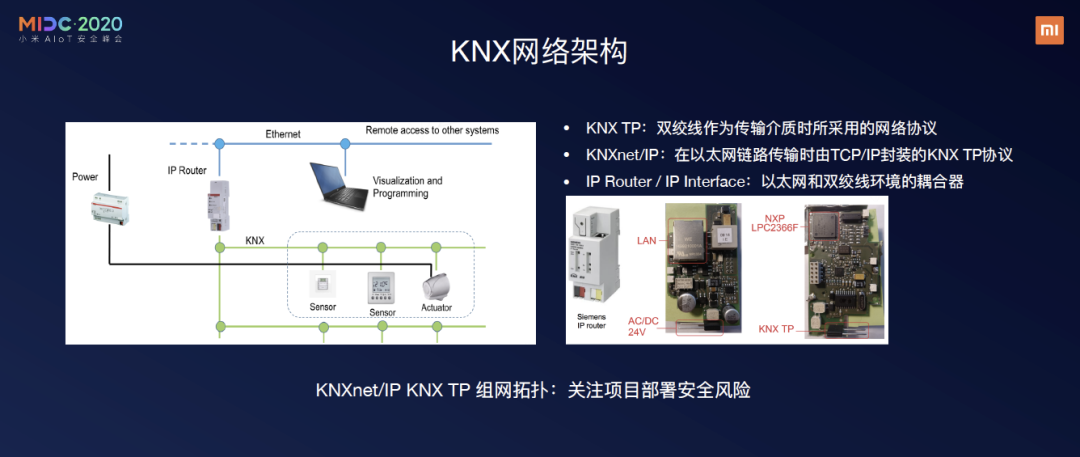 MIDC·2020
小米 AIoT 安全峰会
KNX网络架构
Ethernet
Remote access to other systems
Power
IP Router
Visualization and
Programming
KNX
Sensor
Sensor
Actuator
• KNX TP：双绞线作为传输介质时所采用的网络协议
• KNXnet/IP：在以太网链路传输时由TCP/IP封装的KNX TP协议
• IP Router / IP Interface：以太网和双绞线环境的耦合器
LAN
NXP
LPC2366F
Siemens
IP router
AC/DC
24V
KNX TP
KNXnet/IP KNX TP 组网拓扑：关注项目部署安全风险